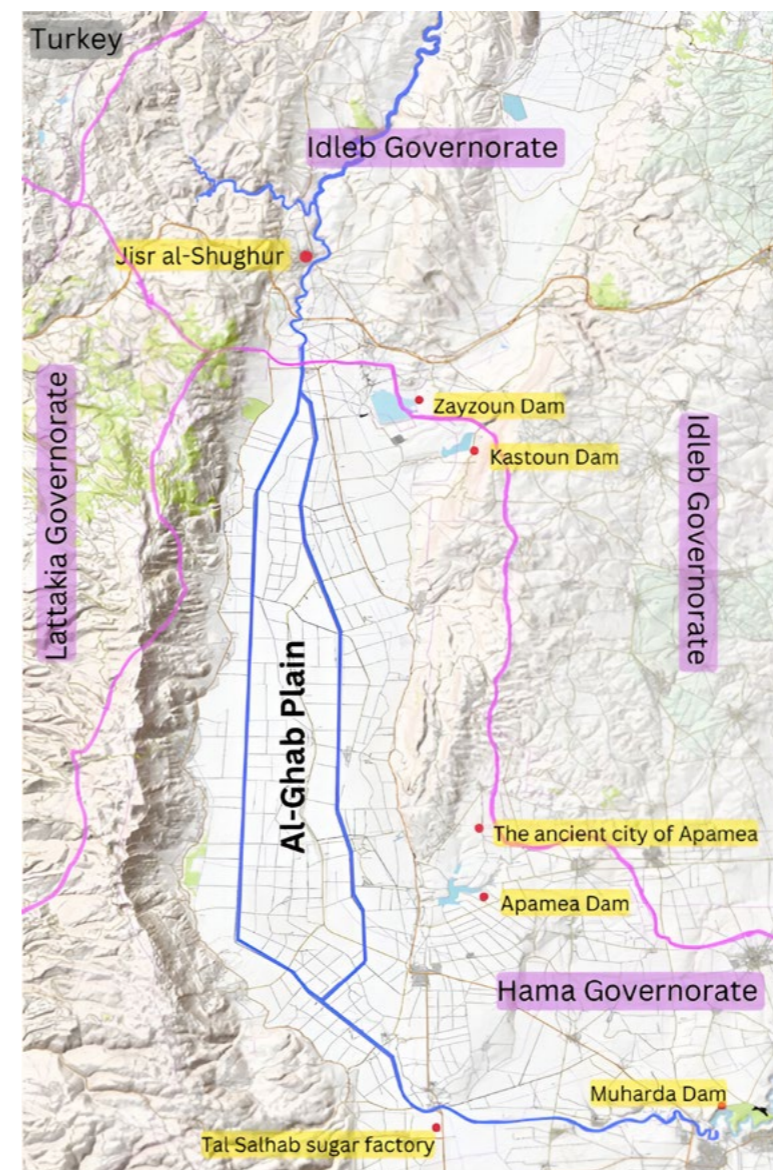 Turkey
Idleb Governorate
Jisr al-Shughur
Lattakia Governorate
Zayzoun Dam
Idleb Governorate
Kastoun Dam
Al-Ghab Plain
The ancient city of Apamea
Apamea Dam
Hama Governorate
Muharda Dam
Tal Salhab sugar factory